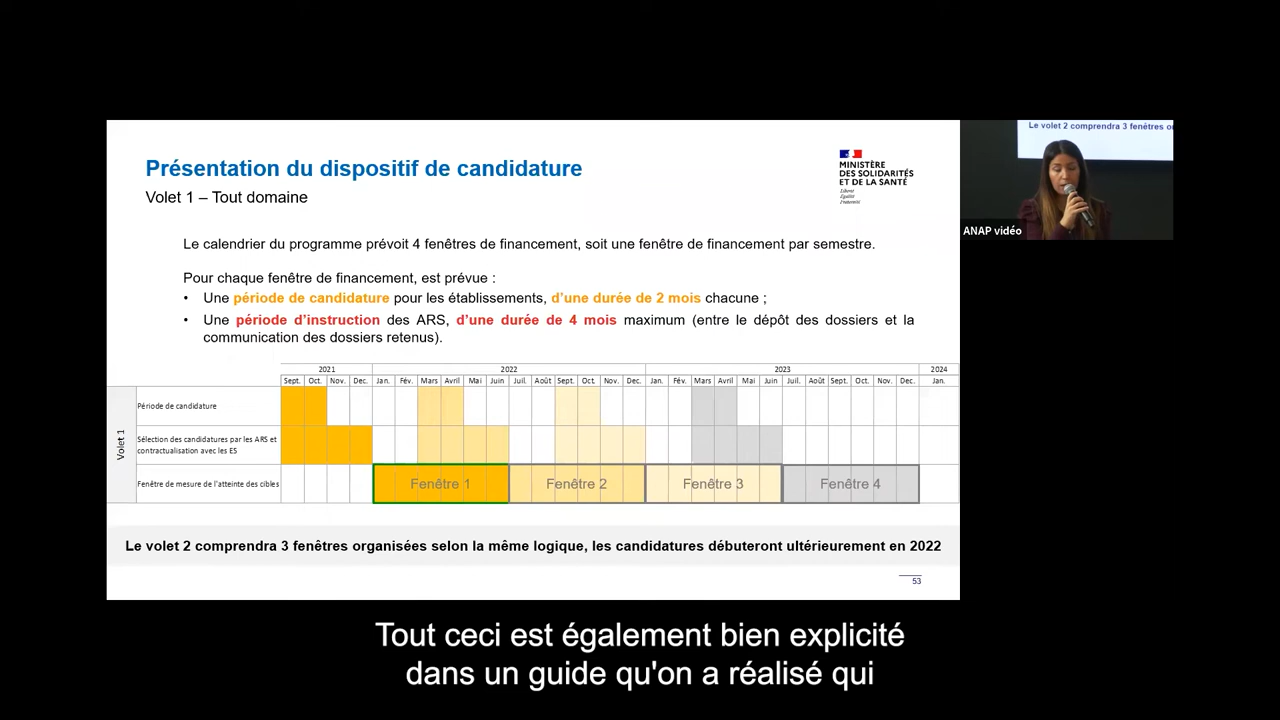 Présentation du dispositif de candidature
Volet 1 – Tout domaine
MINISTÈRE
DES SOLIDARITÉS
ET DE LA SANTÉ
Liberté
Égalité
Fraternité
Le volet 2 comprendra 3 fenêtres or
ANAP vidéo
Le calendrier du programme prévoit 4 fenêtres de financement, soit une fenêtre de financement par semestre.
Pour chaque fenêtre de financement, est prévue :
• Une période de candidature pour les établissements, d'une durée de 2 mois chacune ;
• Une période d'instruction des ARS, d'une durée de 4 mois maximum (entre le dépôt des dossiers et la
communication des dossiers retenus).
2021 2022 2023 2024
Sept. Oct. Nov. Dec. Jan. Fév. Mars Avril Mai Juin Juil. Août Sept. Oct. Nov. Dec. Jan. Fév. Mars Avril Mai Juin Juil. Août Sept. Oct. Nov. Dec. Jan.
Volet 1
Période de candidature
Sélection des candidatures par les ARS et
contractualisation avec les ES
Fenêtre de mesure de l'atteinte des cibles
Fenêtre 1 Fenêtre 2 Fenêtre 3 Fenêtre 4
Le volet 2 comprendra 3 fenêtres organisées selon la même logique, les candidatures débuteront ultérieurement en 2022
53
Tout ceci est également bien explicité
dans un guide qu'on a réalisé qui